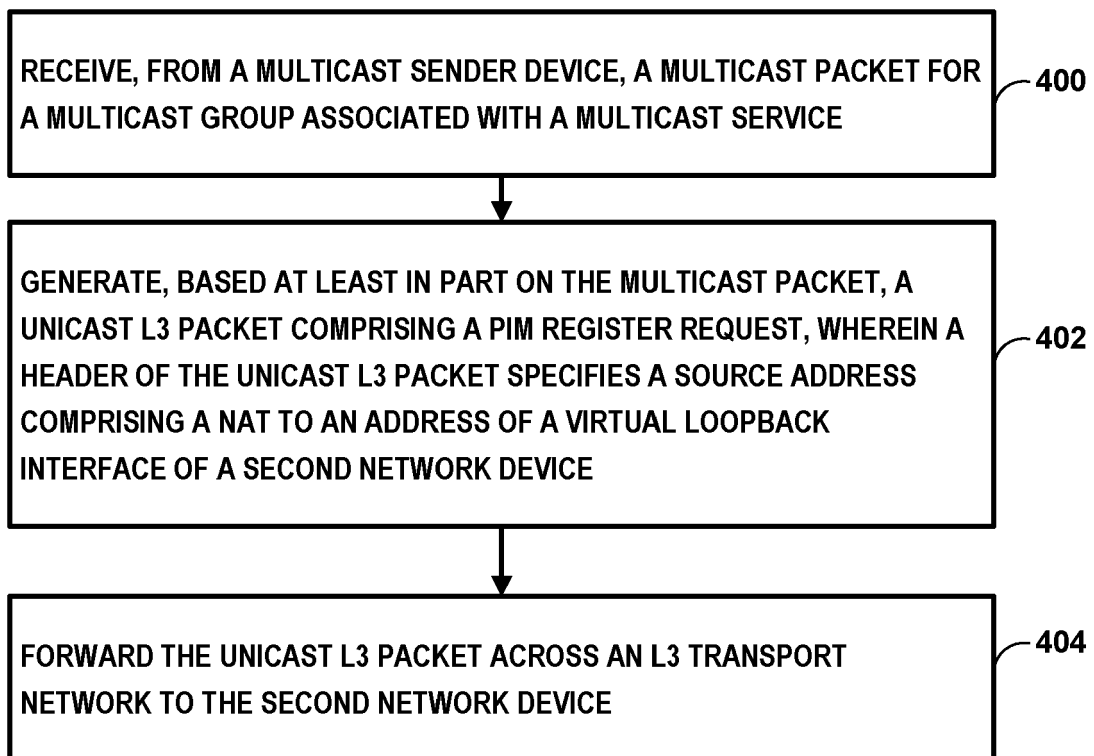 RECEIVE, FROM A MULTICAST SENDER DEVICE, A MULTICAST PACKET FOR
A MULTICAST GROUP ASSOCIATED WITH A MULTICAST SERVICE
400
GENERATE, BASED AT LEAST IN PART ON THE MULTICAST PACKET, A
UNICAST L3 PACKET COMPRISING A PIM REGISTER REQUEST, WHEREIN A
HEADER OF THE UNICAST L3 PACKET SPECIFIES A SOURCE ADDRESS
COMPRISING A NAT TO AN ADDRESS OF A VIRTUAL LOOPBACK
INTERFACE OF A SECOND NETWORK DEVICE
402
FORWARD THE UNICAST L3 PACKET ACROSS AN L3 TRANSPORT
NETWORK TO THE SECOND NETWORK DEVICE
404